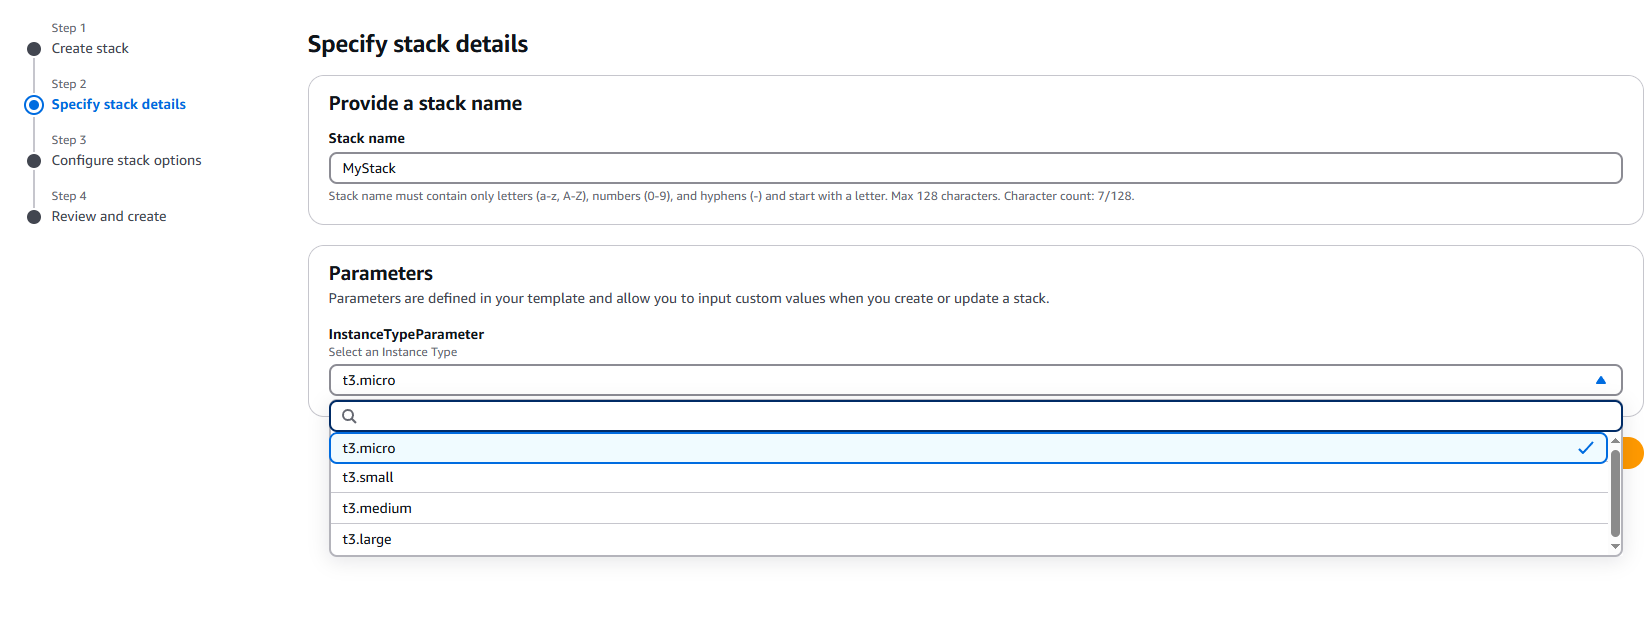 Step 1
Create stack
Step 2
Specify stack details
Step 3
Configure stack options
Step 4
Review and create
Specify stack details
Provide a stack name
Stack name
MyStack
Stack name must contain only letters (a-z, A-Z), numbers (0-9), and hyphens (-) and start with a letter. Max 128 characters. Character count: 7/128.
Parameters
Parameters are defined in your template and allow you to input custom values when you create or update a stack.
InstanceTypeParameter
Select an Instance Type
t3.micro
t3.micro
t3.small
t3.medium
t3.large